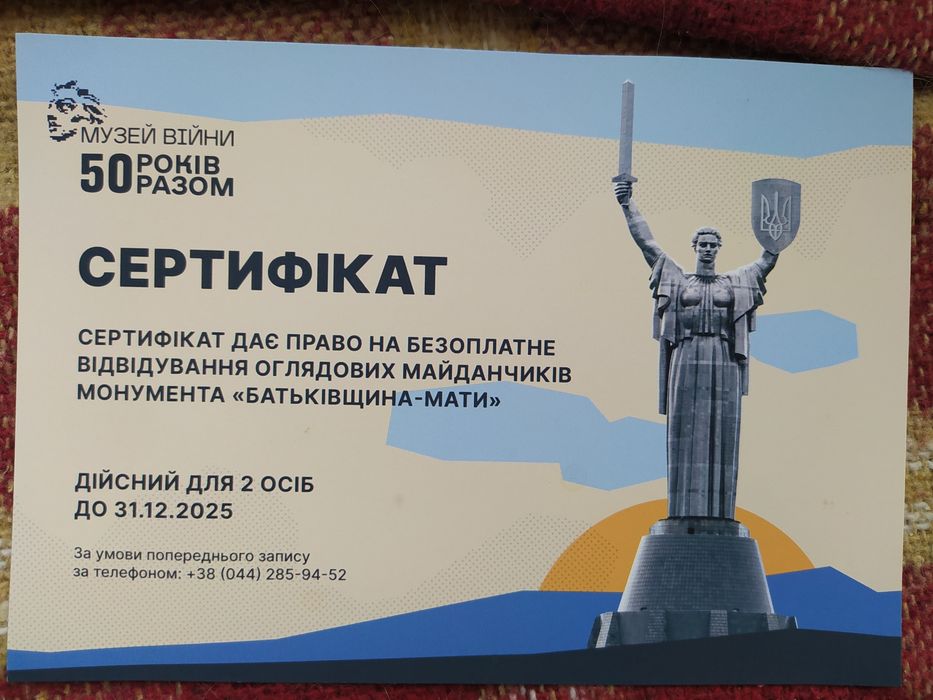 МУЗЕЙ ВІЙНИ
50 РОКІВ
РАЗОМ
СЕРТИФІКАТ
СЕРТИФІКАТ ДАЄ ПРАВО НА БЕЗОПЛАТНЕ
ВІДВІДУВАННЯ ОГЛЯДОВИХ МАЙДАНЧИКІВ
МОНУМЕНТА «БАТЬКІВЩИНА-МАТИ»
ДІЙСНИЙ ДЛЯ 2 ОСІБ
ДО 31.12.2025
За умови попереднього запису
за телефоном: +38 (044) 285-94-52